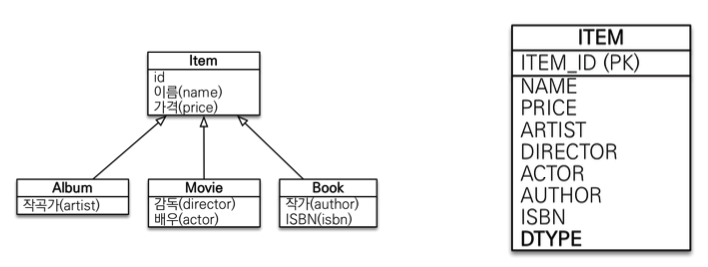 Item
id
이름(name)
가격(price)
Album
작곡가(artist)
Movie
감독(director)
배우(actor)
Book
작가(author)
ISBN(isbn)
ITEM
ITEM_ID (PK)
NAME
PRICE
ARTIST
DIRECTOR
ACTOR
AUTHOR
ISBN
DTYPE